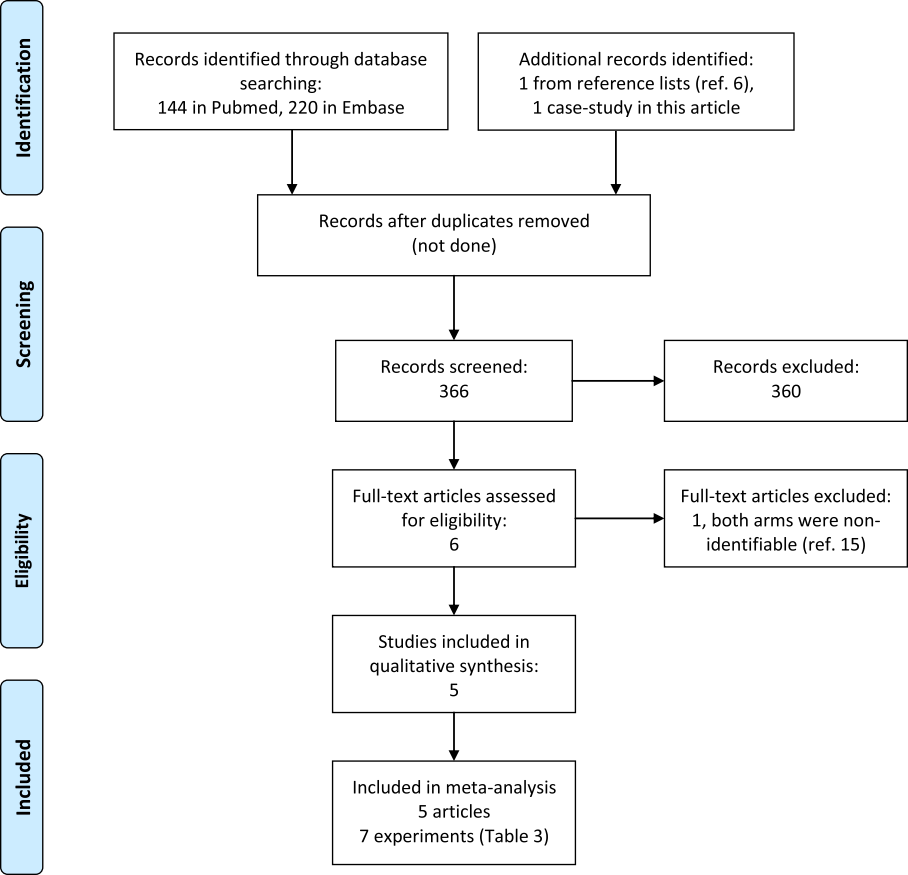 Identification
Records identified through database
searching:
144 in Pubmed, 220 in Embase
Additional records identified:
1 from reference lists (ref. 6),
1 case-study in this article
Records after duplicates removed
(not done)
Screening
Records screened:
366
Records excluded:
360
Eligibility
Full-text articles assessed
for eligibility:
6
Full-text articles excluded:
1, both arms were non-
identifiable (ref. 15)
Studies included in
qualitative synthesis:
5
Included
Included in meta-analysis
5 articles
7 experiments (Table 3)